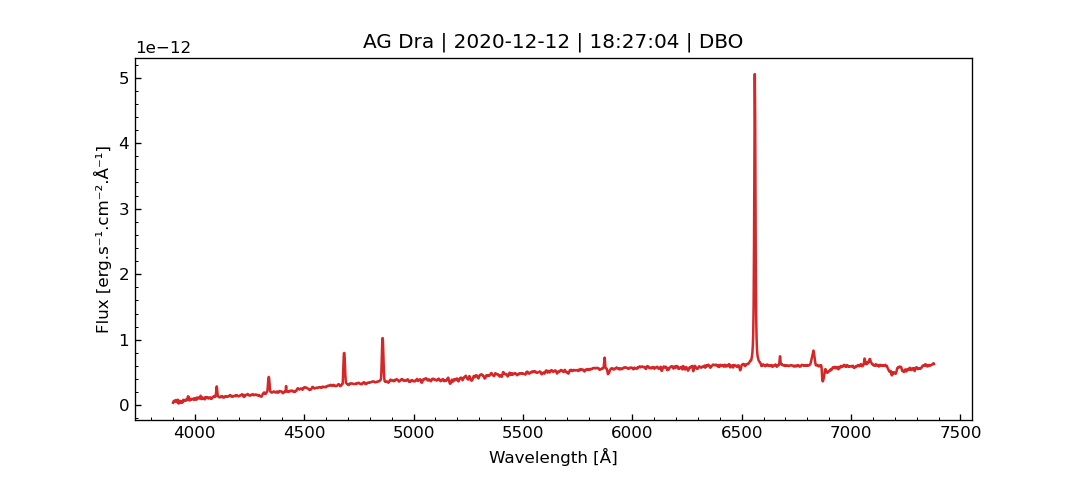 AG Dra | 2020-12-12 | 18:27:04 | DBO
1e−12
5
4
3
2
1
0
Flux [erg.s⁻¹.cm⁻².Å⁻¹]
4000 4500 5000 5500 6000 6500 7000 7500
Wavelength [Å]